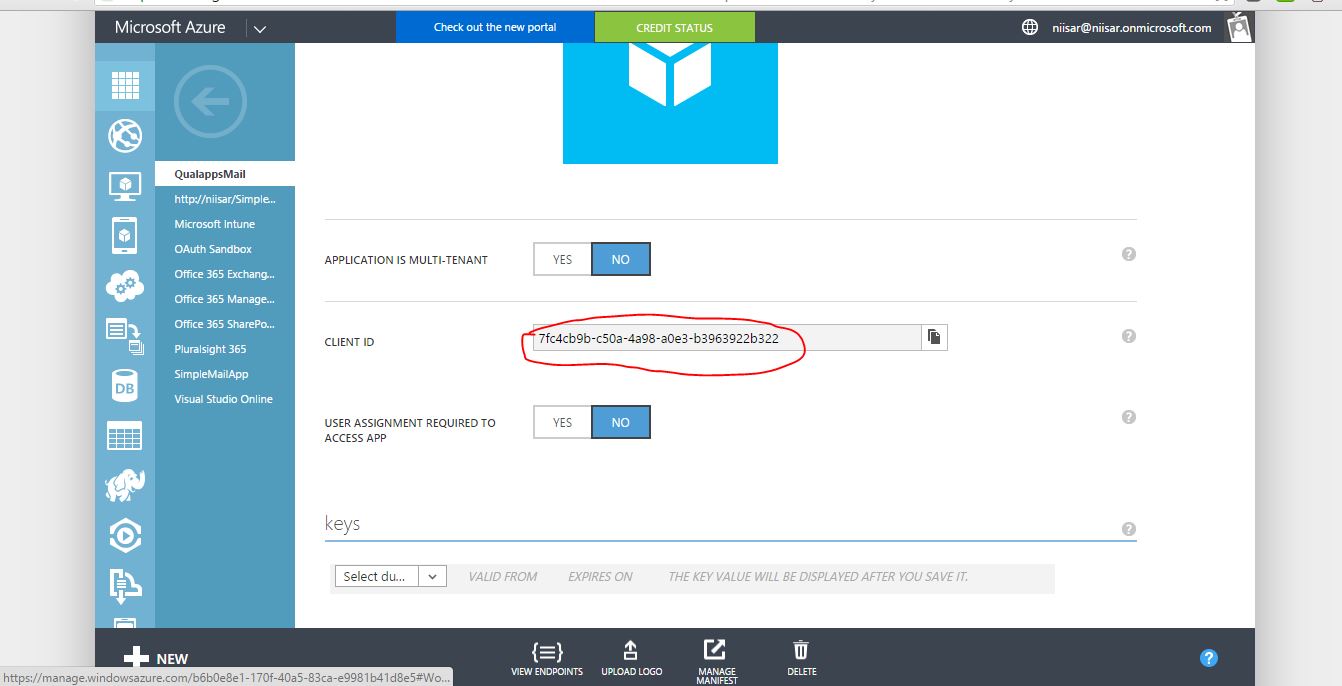 Microsoft Azure
Check out the new portal
CREDIT STATUS
niisar@niisar.onmicrosoft.com
QualappsMail
http://niisar/Simple...
Microsoft Intune
OAuth Sandbox
Office 365 Exchang...
Office 365 Manage...
Office 365 SharePo...
Pluralsight 365
SimpleMailApp
Visual Studio Online
DB
APPLICATION IS MULTI-TENANT
YES
NO
?
CLIENT ID
7fc4cb9b-c50a-4a98-a0e3-b3963922b322
?
USER ASSIGNMENT REQUIRED TO
ACCESS APP
YES
NO
?
keys
?
Select du...
VALID FROM
EXPIRES ON
THE KEY VALUE WILL BE DISPLAYED AFTER YOU SAVE IT.
NEW
VIEW ENDPOINTS
UPLOAD LOGO
MANAGE
MANIFEST
DELETE
?
https://manage.windowsazure.com/b6b0e8e1-170f-40a5-83ca-e9981b41d8e5#Wo...